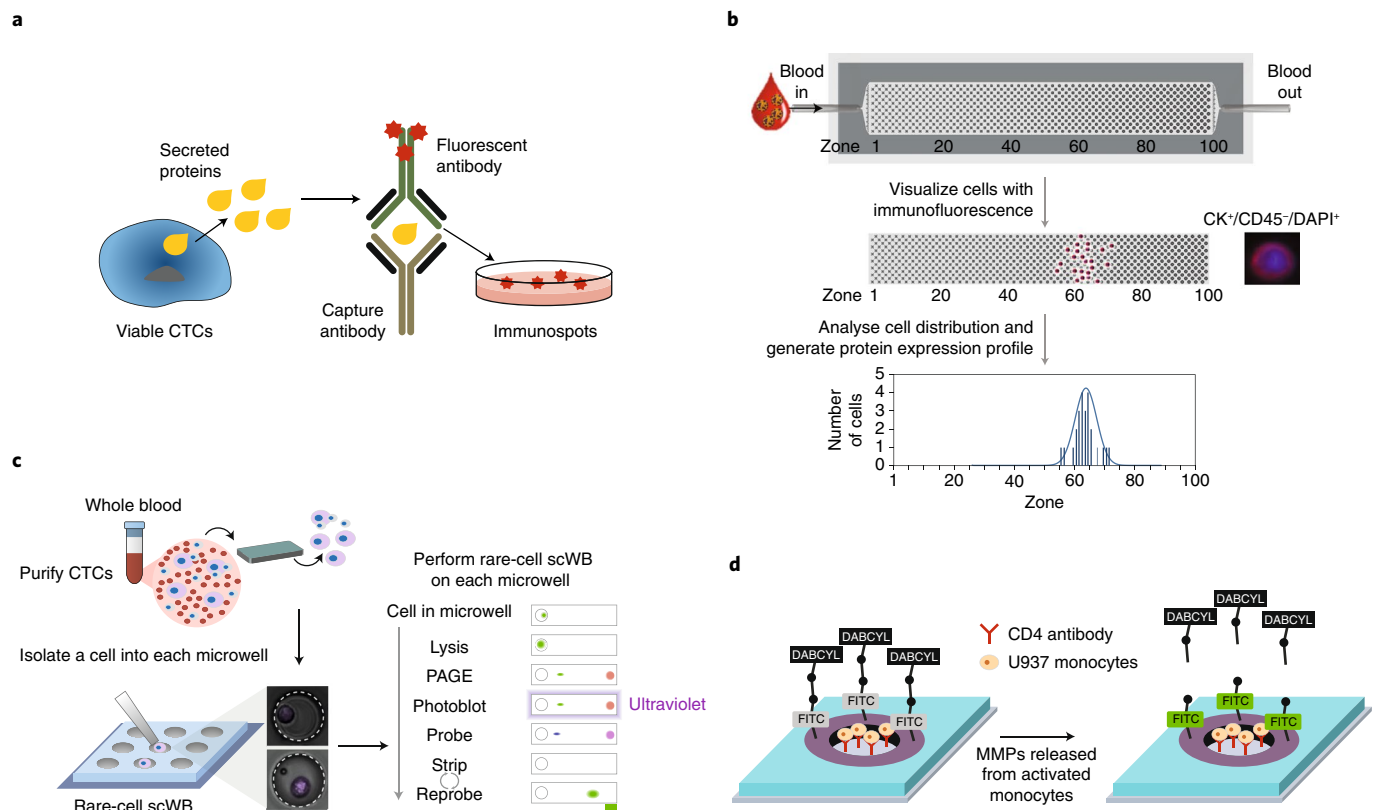 a
Secreted
proteins
Viable CTCs
Fluorescent
antibody
Capture
antibody
Immunospots
b
Blood
in
Blood
out
Zone 1 20 40 60 80 100
Visualize cells with
immunofluorescence
CK⁺/CD45⁻/DAPI⁺
Zone 1 20 40 60 80 100
Analyse cell distribution and
generate protein expression profile
Number
of cells
5
4
3
2
1
0
1 20 40 60 80 100
Zone
c
Whole blood
Purify CTCs
Isolate a cell into each microwell
Rare-cell scWB
Perform rare-cell scWB
on each microwell
Cell in microwell
Lysis
PAGE
Photoblot
Ultraviolet
Probe
Strip
Reprobe
d
DABCYL
DABCYL
DABCYL
FITC
FITC
FITC
CD4 antibody
U937 monocytes
MMPs released
from activated
monocytes
DABCYL
DABCYL
DABCYL
FITC
FITC
FITC